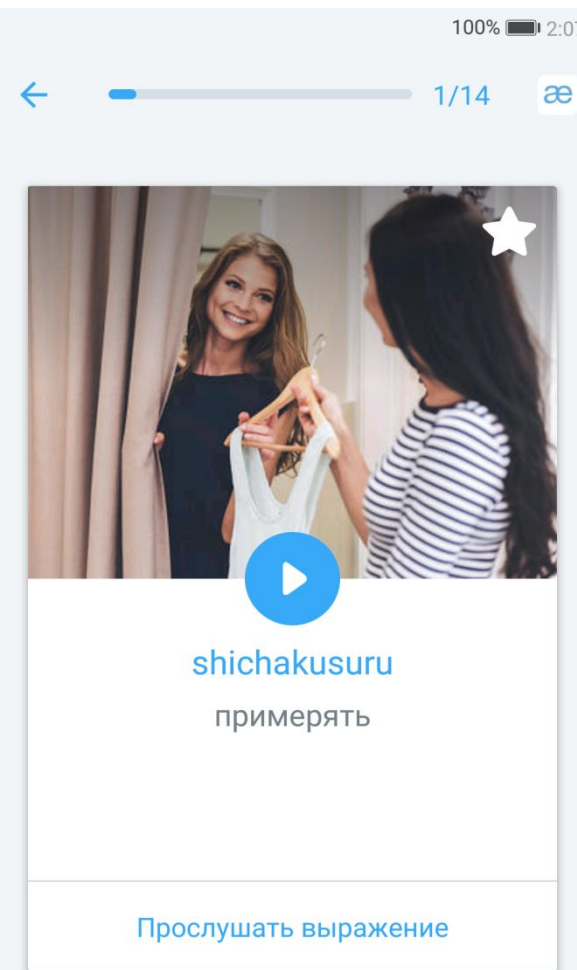 100% 2:07
1/14 æ
shichakusuru
примерять
Прослушать выражение